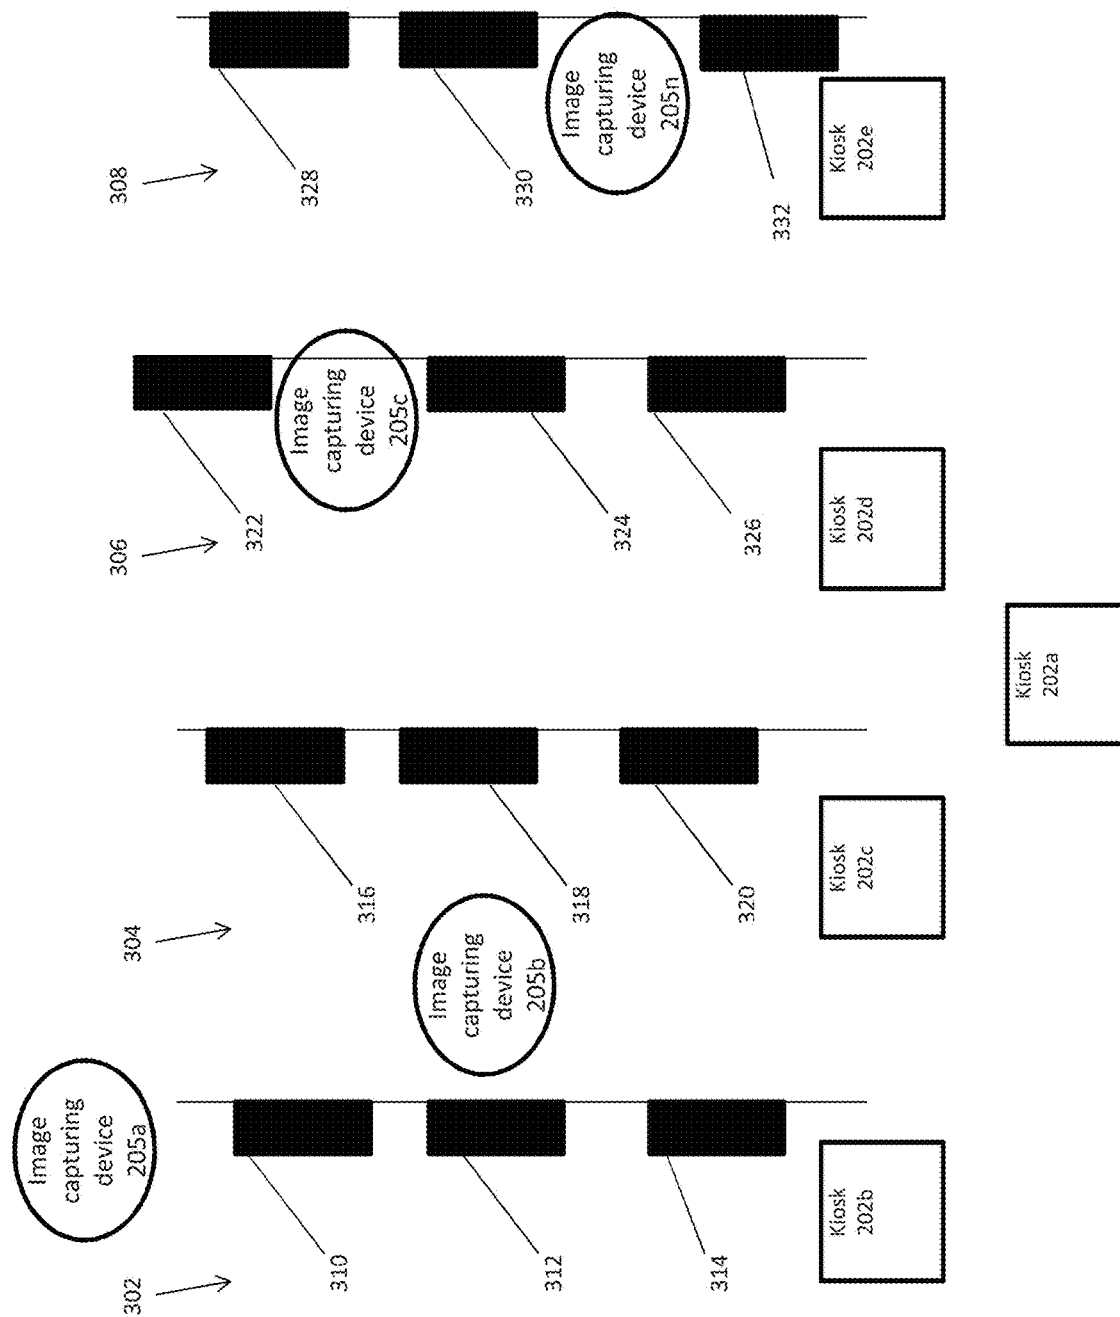 302
Image
capturing
device
205a
310
312
314
Kiosk
202b
304
316
Image
capturing
device
205b
318
320
Kiosk
202c
306
322
Image
capturing
device
205c
324
326
Kiosk
202d
308
328
330
Image
capturing
device
205n
332
Kiosk
202e
Kiosk
202a